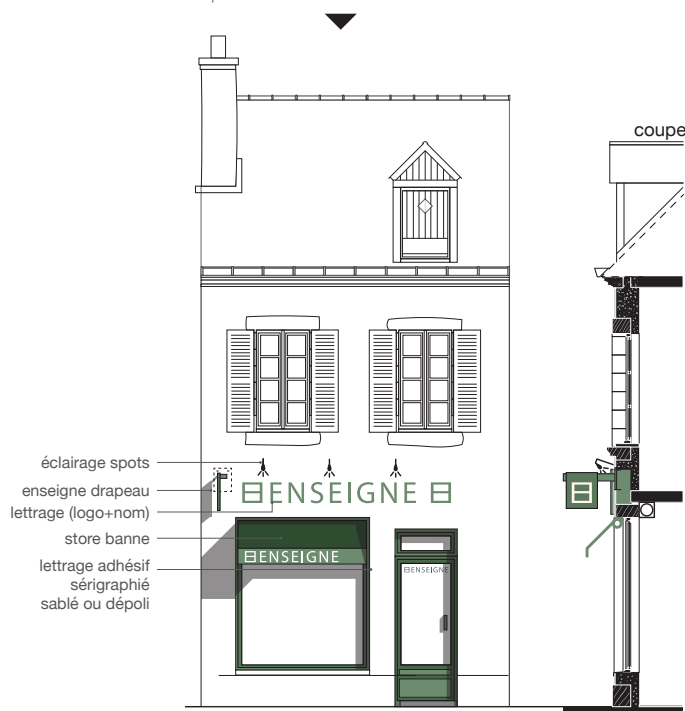 coupe
éclairage spots
enseigne drapeau
lettrage (logo+nom)
ENSEIGNE
store banne
ENSEIGNE
lettrage adhésif
sérigraphié
sablé ou dépoli
ENSEIGNE